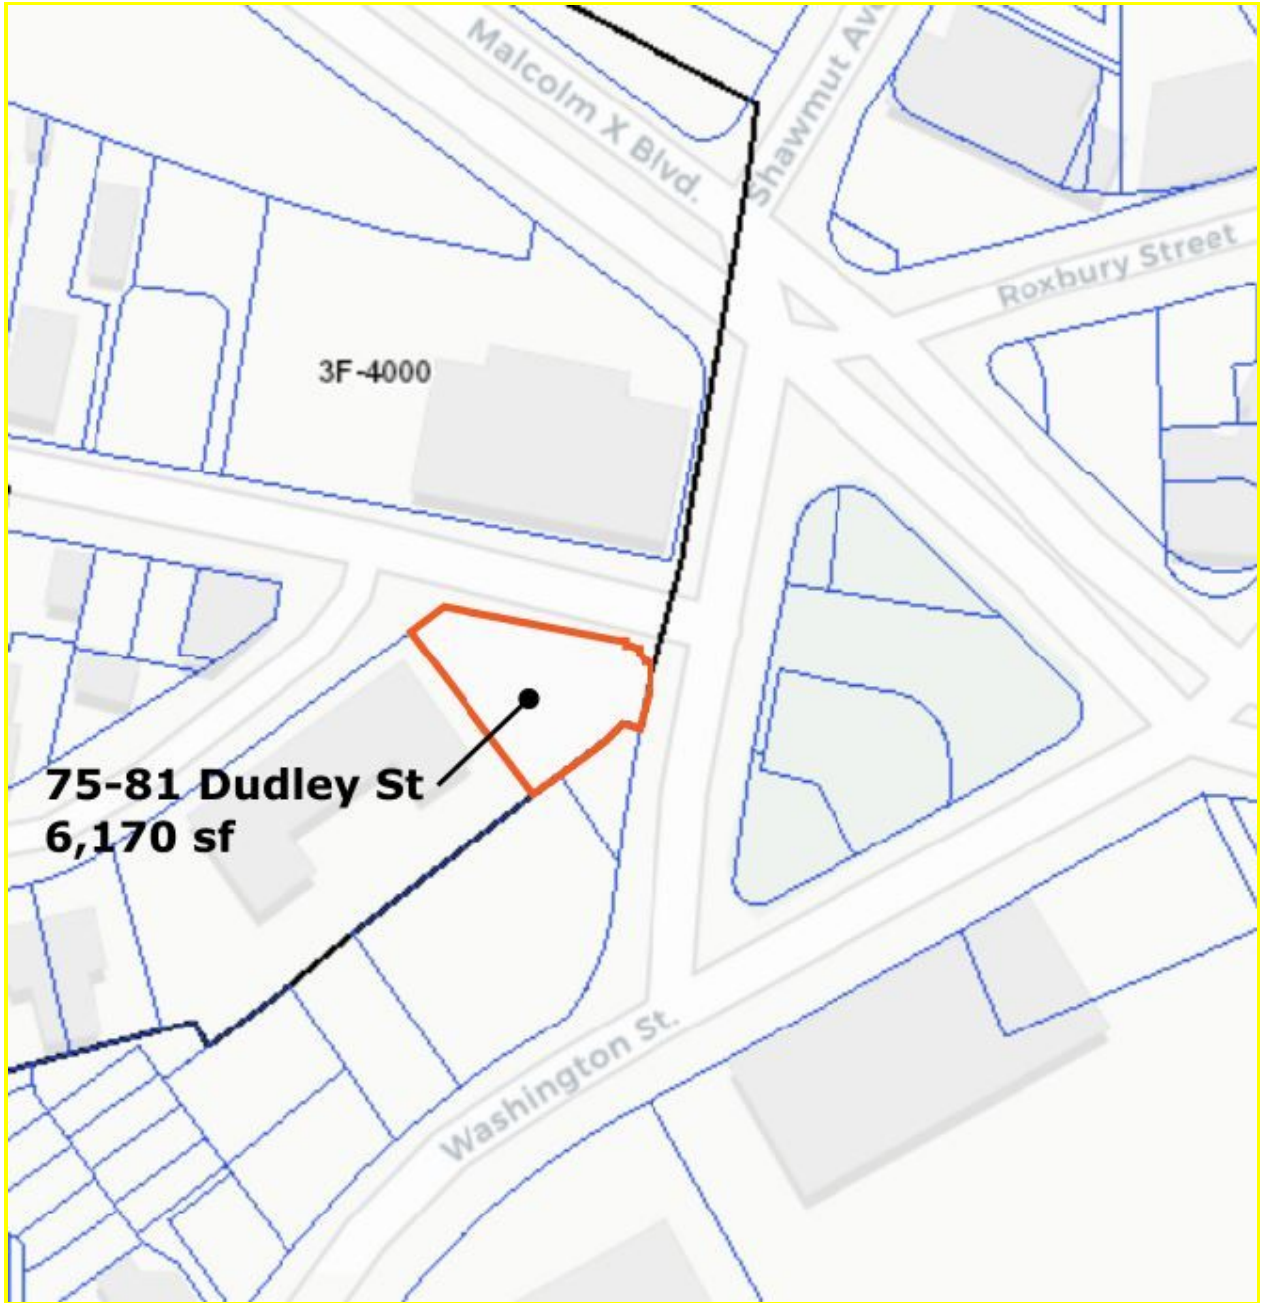 Malcolm X Blvd.
Shawmut Ave
Roxbury Street
3F-4000
75-81 Dudley St
6,170 sf
Washington St.